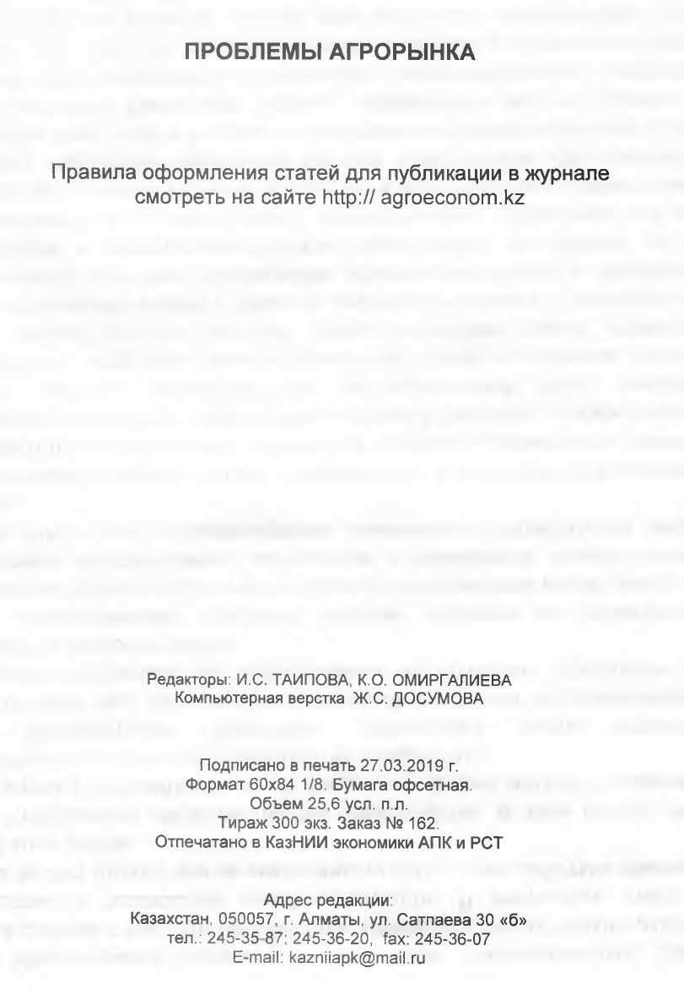 ПРОБЛЕМЫ АГРОРЫНКА
Правила оформления статей для публикации в журнале
смотреть на сайте http:// agroeconom.kz
Редакторы: И.С. ТАИПОВА, К.О. ОМИРГАЛИЕВА
Компьютерная верстка Ж.С. ДОСУМОВА
Подписано в печать 27.03.2019 г.
Формат 60х84 1/8. Бумага офсетная.
Объем 25,6 усл. п.л.
Тираж 300 экз. Заказ № 162.
Отпечатано в КазНИИ экономики АПК и РСТ
Адрес редакции:
Казахстан, 050057, г. Алматы, ул. Сатпаева 30 «б»
тел.: 245-35-87; 245-36-20, fax: 245-36-07
E-mail: kazniiapk@mail.ru